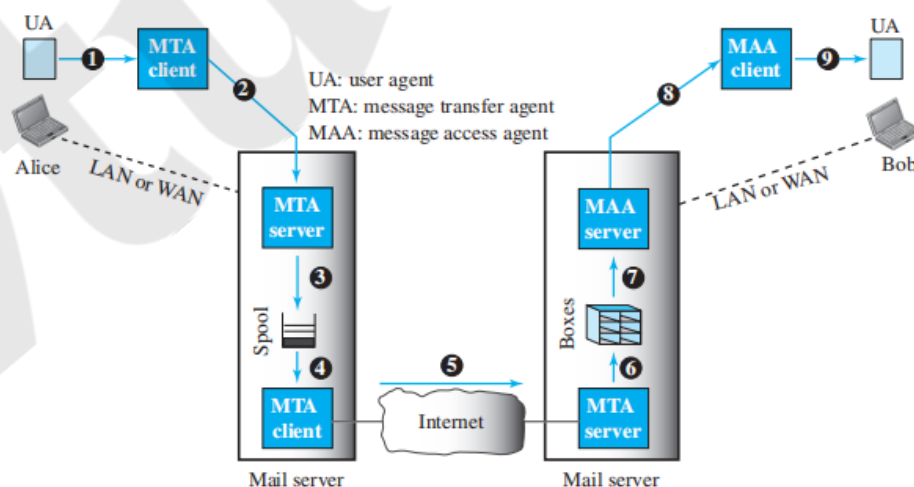 UA
1
MTA
client
2
UA: user agent
MTA: message transfer agent
MAA: message access agent
MAA
client
9
UA
8
Alice
LAN or WAN
Bob
LAN or WAN
MTA
server
3
Spool
4
MTA
client
Mail server
5
Internet
MAA
server
7
Boxes
6
MTA
server
Mail server